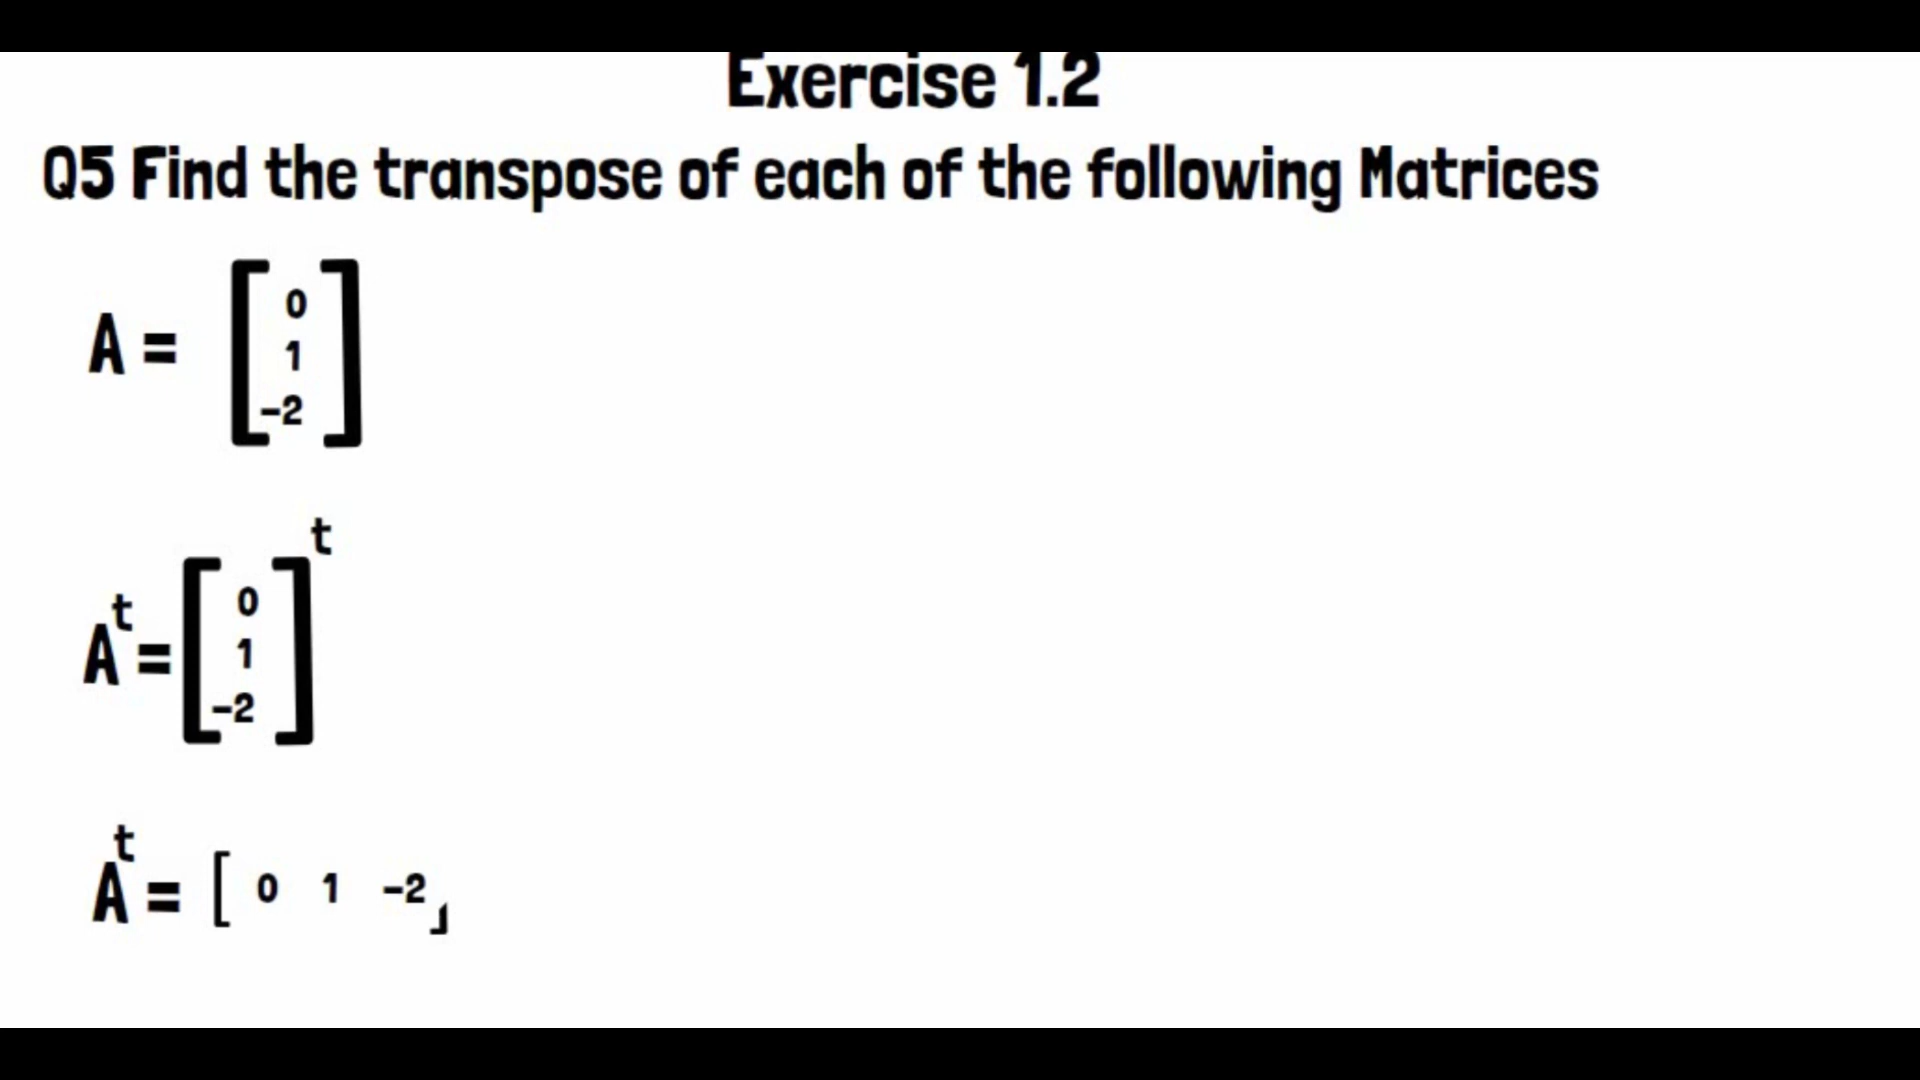 Exercise 1.2
Q5 Find the transpose of each of the following Matrices
A = [ 0
1
-2 ]
A^t = [ 0
1
-2 ]^t
A^t = [ 0 1 -2 ]